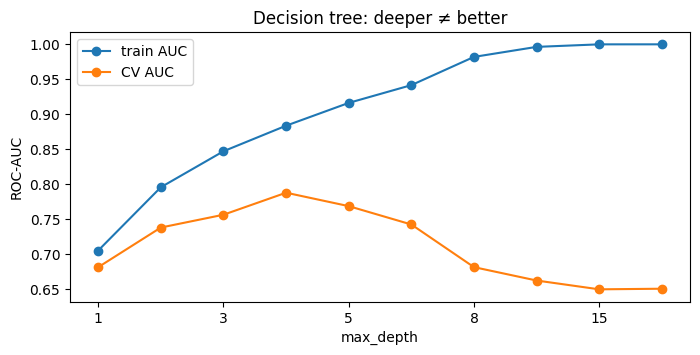 Decision tree: deeper ≠ better
train AUC
CV AUC
ROC-AUC
1.00
0.95
0.90
0.85
0.80
0.75
0.70
0.65
1 3 5 8 15
max_depth